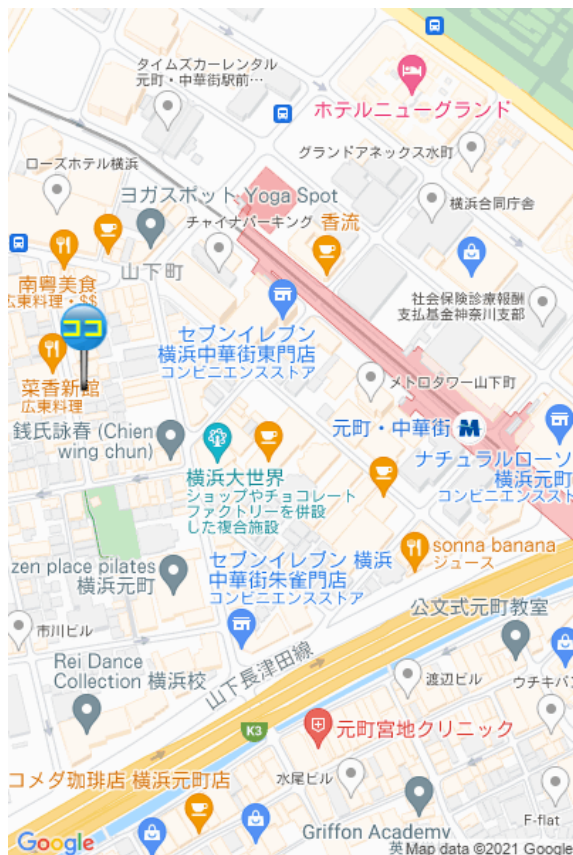 タイムズカーレンタル
元町・中華街駅前…
ホテルニューグランド
グランドアネックス水町
ローズホテル横浜
ヨガスポット Yoga Spot
チャイナパーキング
香流
横浜合同庁舎
山下町
南粤美食
広東料理・$$
社会保険診療報酬
支払基金神奈川支部
セブンイレブン
横浜中華街東門店
コンビニエンスストア
ココ
菜香新館
広東料理
メトロタワー山下町
銭氏詠春 (Chien
wing chun)
元町・中華街
横浜大世界
ショップやチョコレート
ファクトリーを併設
した複合施設
ナチュラルローソ
横浜元町
コンビニエンススト
sonna banana
ジュース
zen place pilates
横浜元町
セブンイレブン 横浜
中華街朱雀門店
コンビニエンスストア
公文式元町教室
市川ビル
Rei Dance
Collection 横浜校
山下長津田線
渡辺ビル
ウチキパ
K3
元町宮地クリニック
コメダ珈琲店 横浜元町店
水尾ビル
F-flat
Griffon Academy
英
Google
Map data ©2021 Google